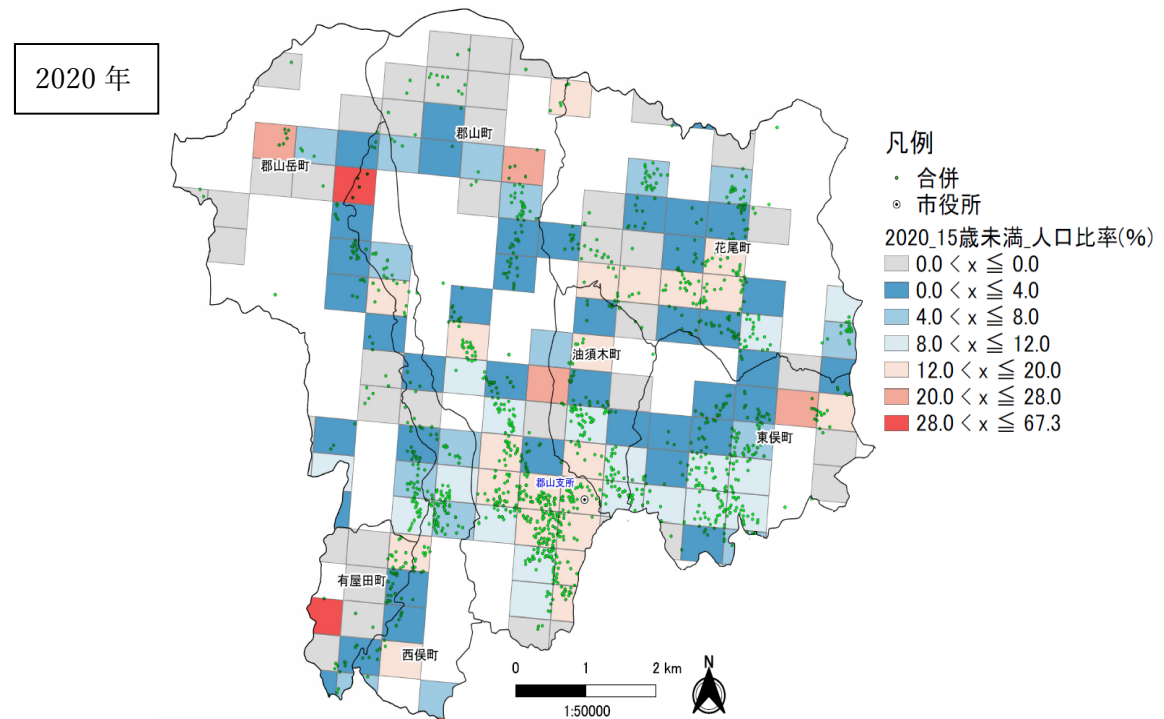 2020 年
郡山町
郡山岳町
花尾町
油須木町
東俣町
郡山支所
有屋田町
西俣町
凡例
合併
市役所
2020_15歳未満_人口比率(%)
0.0 < x ≦ 0.0
0.0 < x ≦ 4.0
4.0 < x ≦ 8.0
8.0 < x ≦ 12.0
12.0 < x ≦ 20.0
20.0 < x ≦ 28.0
28.0 < x ≦ 67.3
0 1 2 km
1:50000
N